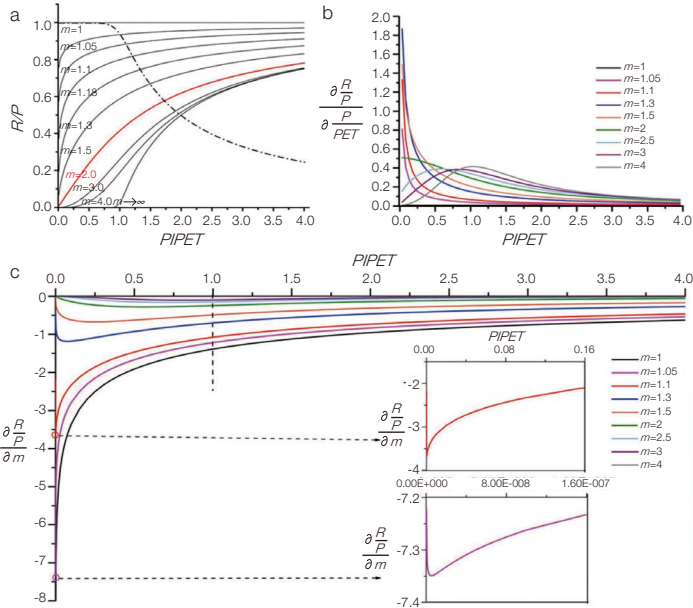 a
1.0
0.8
0.6
0.4
0.2
0.0
R/P
m=1
m=1.05
m=1.1
m=1.18
m=1.3
m=1.5
m=2.0
m=3.0
m=4.0 m→∞
0.0 0.5 1.0 1.5 2.0 2.5 3.0 3.5 4.0
PIPET
b
2.0
1.8
1.6
1.4
1.2
1.0
0.8
0.6
0.4
0.2
0.0
∂ R/P
∂ P/PET
m=1
m=1.05
m=1.1
m=1.3
m=1.5
m=2
m=2.5
m=3
m=4
0.0 0.5 1.0 1.5 2.0 2.5 3.0 3.5 4.0
PIPET
c
PIPET
0.0 0.5 1.0 1.5 2.0 2.5 3.0 3.5 4.0
0
-1
-2
-3
-4
-5
-6
-7
-8
∂ R/P
∂ m
PIPET
0.00 0.08 0.16
-2
-3
-4
∂ R/P
∂ m
0.00E+000 8.00E-008 1.60E-007
-7.2
-7.3
-7.4
∂ R/P
∂ m
m=1
m=1.05
m=1.1
m=1.3
m=1.5
m=2
m=2.5
m=3
m=4